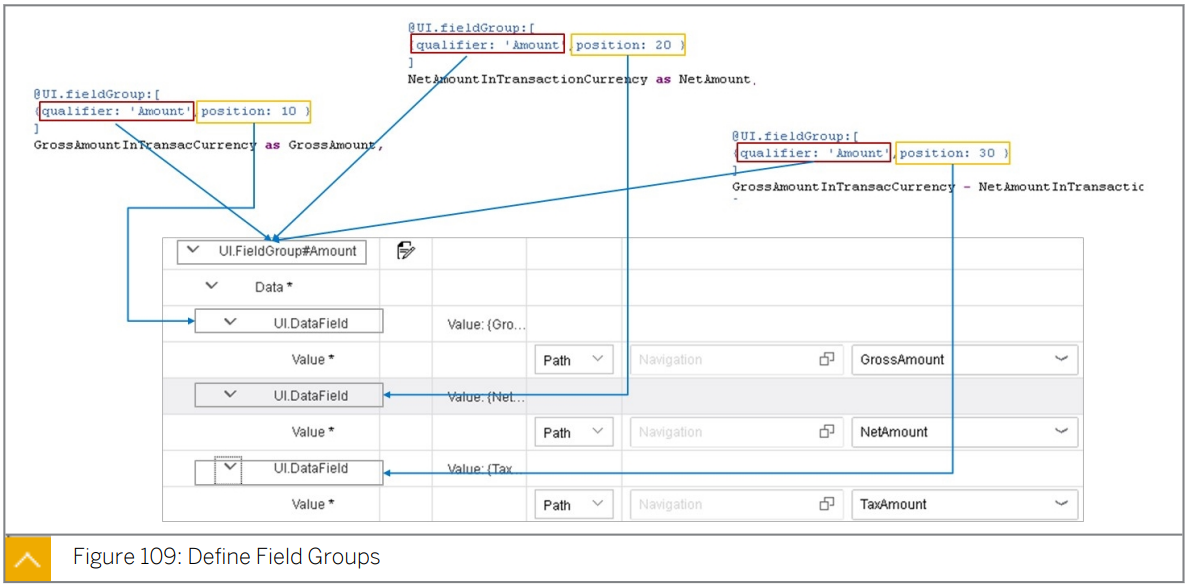 @UI.fieldGroup:[
{qualifier: 'Amount', position: 20 }
]
NetAmountInTransactionCurrency as NetAmount,
@UI.fieldGroup:[
{qualifier: 'Amount', position: 10 }
]
GrossAmountInTransacCurrency as GrossAmount,
@UI.fieldGroup:[
{qualifier: 'Amount', position: 30 }
]
GrossAmountInTransacCurrency - NetAmountInTransactic
UI.FieldGroup#Amount
Data *
UI.DataField Value: {Gro...
Value * Path Navigation GrossAmount
UI.DataField Value: {Net...
Value * Path Navigation NetAmount
UI.DataField Value: {Tax...
Value * Path Navigation TaxAmount
Figure 109: Define Field Groups